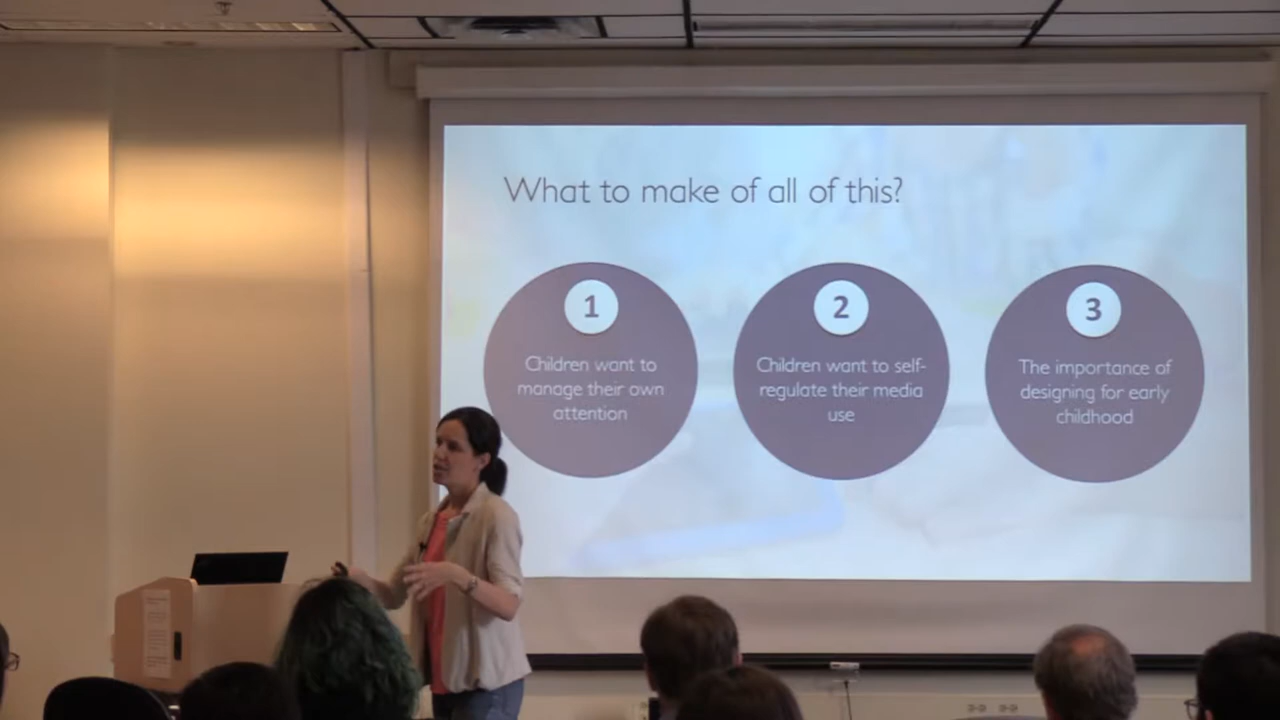 What to make of all of this?
1
Children want to
manage their own
attention
2
Children want to self-
regulate their media
use
3
The importance of
designing for early
childhood